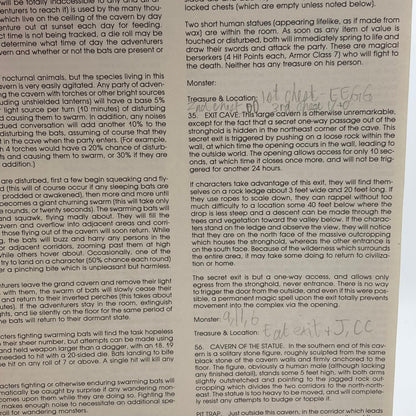 will be totally inaccessible to any of the adventurers
enturers to reach it) is used by the many thou-
which live on the ceiling of the cavern by day
enture out at sunset each day for feeding.
t time is not being tracked, a die roll may be
determine what time of day the adventurers
vern and whether or not the bats are present or
nocturnal animals, but the species living in this
vern is very easily agitated. Any party of adven-
ng the cavern with torches or other bright sources
ncluding unshielded lanterns) will have a base 5%
light source per turn (10 minutes) of disturbing
d causing them to swarm. In addition, any noises
dued conversation will add another 10% to the
disturbing the bats, assuming of course that they
t in the cave when the party enters. (For example,
h 4 torches would have a 20% chance of disturb-
ts and causing them to swarm, or 30% if they are
addition.)
are disturbed, first a few begin squeaking and fly-
d (this will of course occur if any sleeping bats are
prodded or awakened), then more and more until
becomes a giant churning swarm (this will take only
e rounds, or twenty seconds). The swarming bats will
and squawk, flying madly about. They will fill the
avern and overflow into adjacent areas and corri-
those flying out of the cave soon return. While
g, the bats will buzz and harry any persons in the
r adjacent corridors, zooming past them at high
while others hover about. Occasionally, one of the
try to land on a character (50% chance each round)
er a pinching bite which is unpleasant but harmless
enturers leave the grand cavern and remove their light
with them, the swarm of bats will slowly cease their
and return to their inverted perches (this takes about
utes). If the adventurers stay in the room, extinguish
ghts, and lie silently on the floor for the same period of
e bats will return to their dormant state.
acters fighting swarming bats will find the task hopeless
their sheer number, but attempts can be made using
and held weapon larger than a dagger, with an 18, 19
eeded to hit with a 20-sided die. Bats landing to bite
be hit on any roll of 7 or above. A single hit will kill any
acters fighting or otherwise enduring swarming bats will
matically be caught by surprise if any wandering mon-
omes upon them while they are doing so. Fighting the
makes enough noise to necessitate an additional spe-
oll for wandering monsters.
locked chests (which are empty unless noted below).
Two short human statues (appearing lifelike, as if made from
wax) are within the room. As soon as any item of value is
touched or disturbed, both will immediately spring to life and
draw their swords and attack the party. These are magical
berserkers (4 Hit Points each, Armor Class 7) who will fight to
the death. Neither has any treasure on his person.
Monster:
Treasure & Location: 1st chest - EEGG
2nd chest
35. EXIT CAVE: This large cavern is otherwise unremarkable,
except for the fact that a secret one-way passage out of the
stronghold is hidden in the northeast corner of the cave. This
secret exit is triggered by pushing on a loose rock within the
wall, at which time the opening occurs in the wall, leading to
the outside world. The opening allows access for only 10 sec-
onds, at which time it closes once more, and will not be trig-
gered for another 24 hours.
If characters take advantage of this exit, they will find them-
selves on a rock ledge about 3 feet wide and 20 feet long. If
they use ropes to scale down, they can rappel without too
much difficulty to a location some 40 feet below where the
drop is less steep and a descent can be made through the
trees and vegetation toward the valley below. If the charac-
ters stand on the ledge and observe the view, they will notice
that they are on the north face of the massive outcropping
which houses the stronghold, whereas the other entrance is
on the south face. Because of the wilderness which surrounds
the entire area, it may take some doing to return to civiliza-
tion or home.
The secret exit is but a one-way access, and allows only
egress from the stronghold, never entrance. There is no way
to trigger the door from the outside, and even if this were pos-
sible, a permanent magic spell upon the exit totally prevents
movement into the complex via the opening.
Monster:
Treasure & Location: exit + J, CC
56. CAVERN OF THE STATUE. In the southern end of this cav-
ern is a solitary stone figure, roughly sculpted from the same
black stone of the cavern walls and firmly anchored to the
floor. The figure, obviously a human male (although lacking
any finished detail), stands some 5 feet high, with both arms
slightly outstretched and pointing to the jagged rock out-
cropping which divides the two corridors to the north-north-
east. The statue is too heavy to be moved, and will complete-
ly resist any attempts to budge or topple it.
PIT TRAP. Just outside this cavern, in this corridor which leads